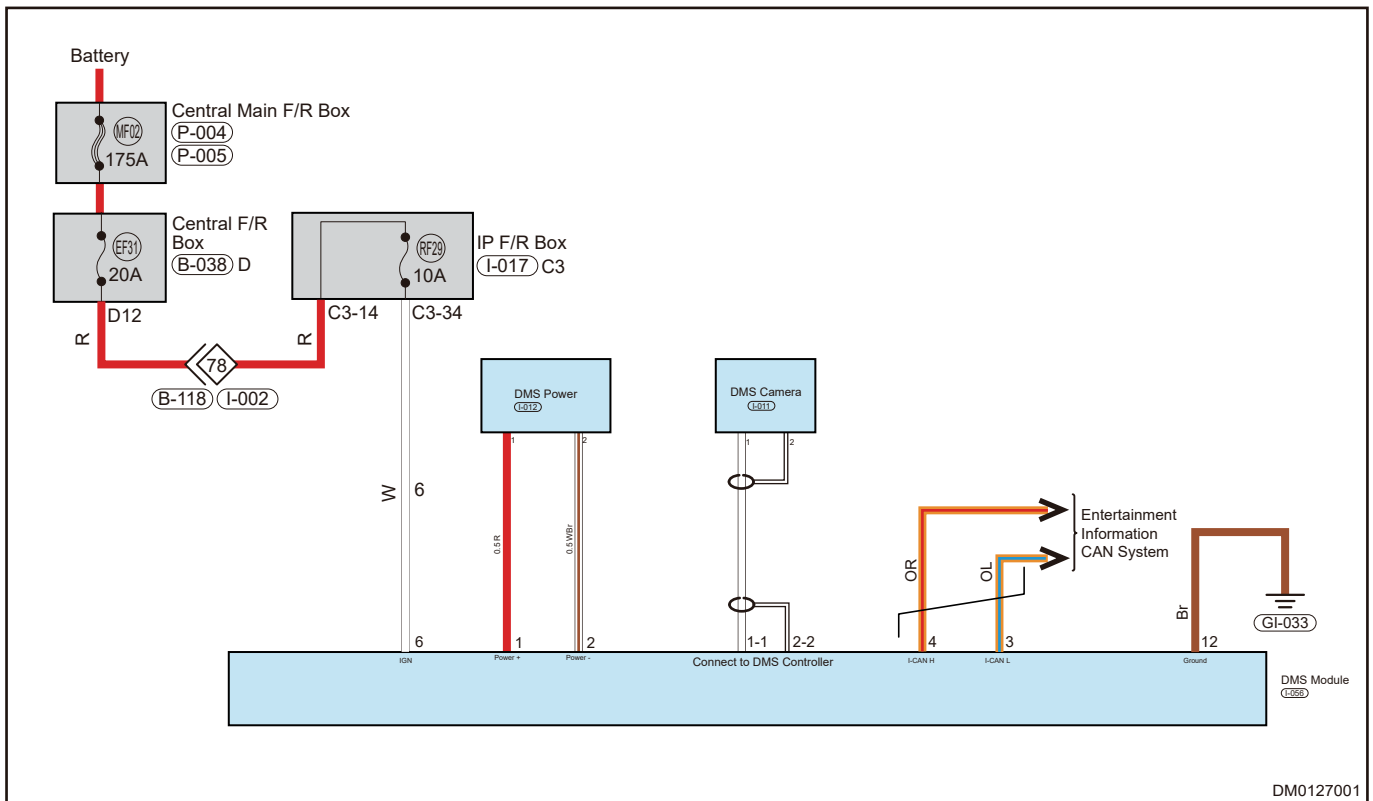 Battery
MF02
175A
Central Main F/R Box
P-004
P-005
EF31
20A
Central F/R
Box
B-038 D
D12
R
78
B-118 I-002
R
RF29
10A
IP F/R Box
I-017 C3
C3-14 C3-34
W
6
DMS Power
I-012
1 2
0.5R
0.5WBr
DMS Camera
I-011
1 2
OR
OL
Entertainment
Information
CAN System
Br
GI-033
6
IGN
1
Power +
2
Power -
1-1 2-2
Connect to DMS Controller
4
I-CAN H
3
I-CAN L
12
Ground
DMS Module
I-056
DM0127001